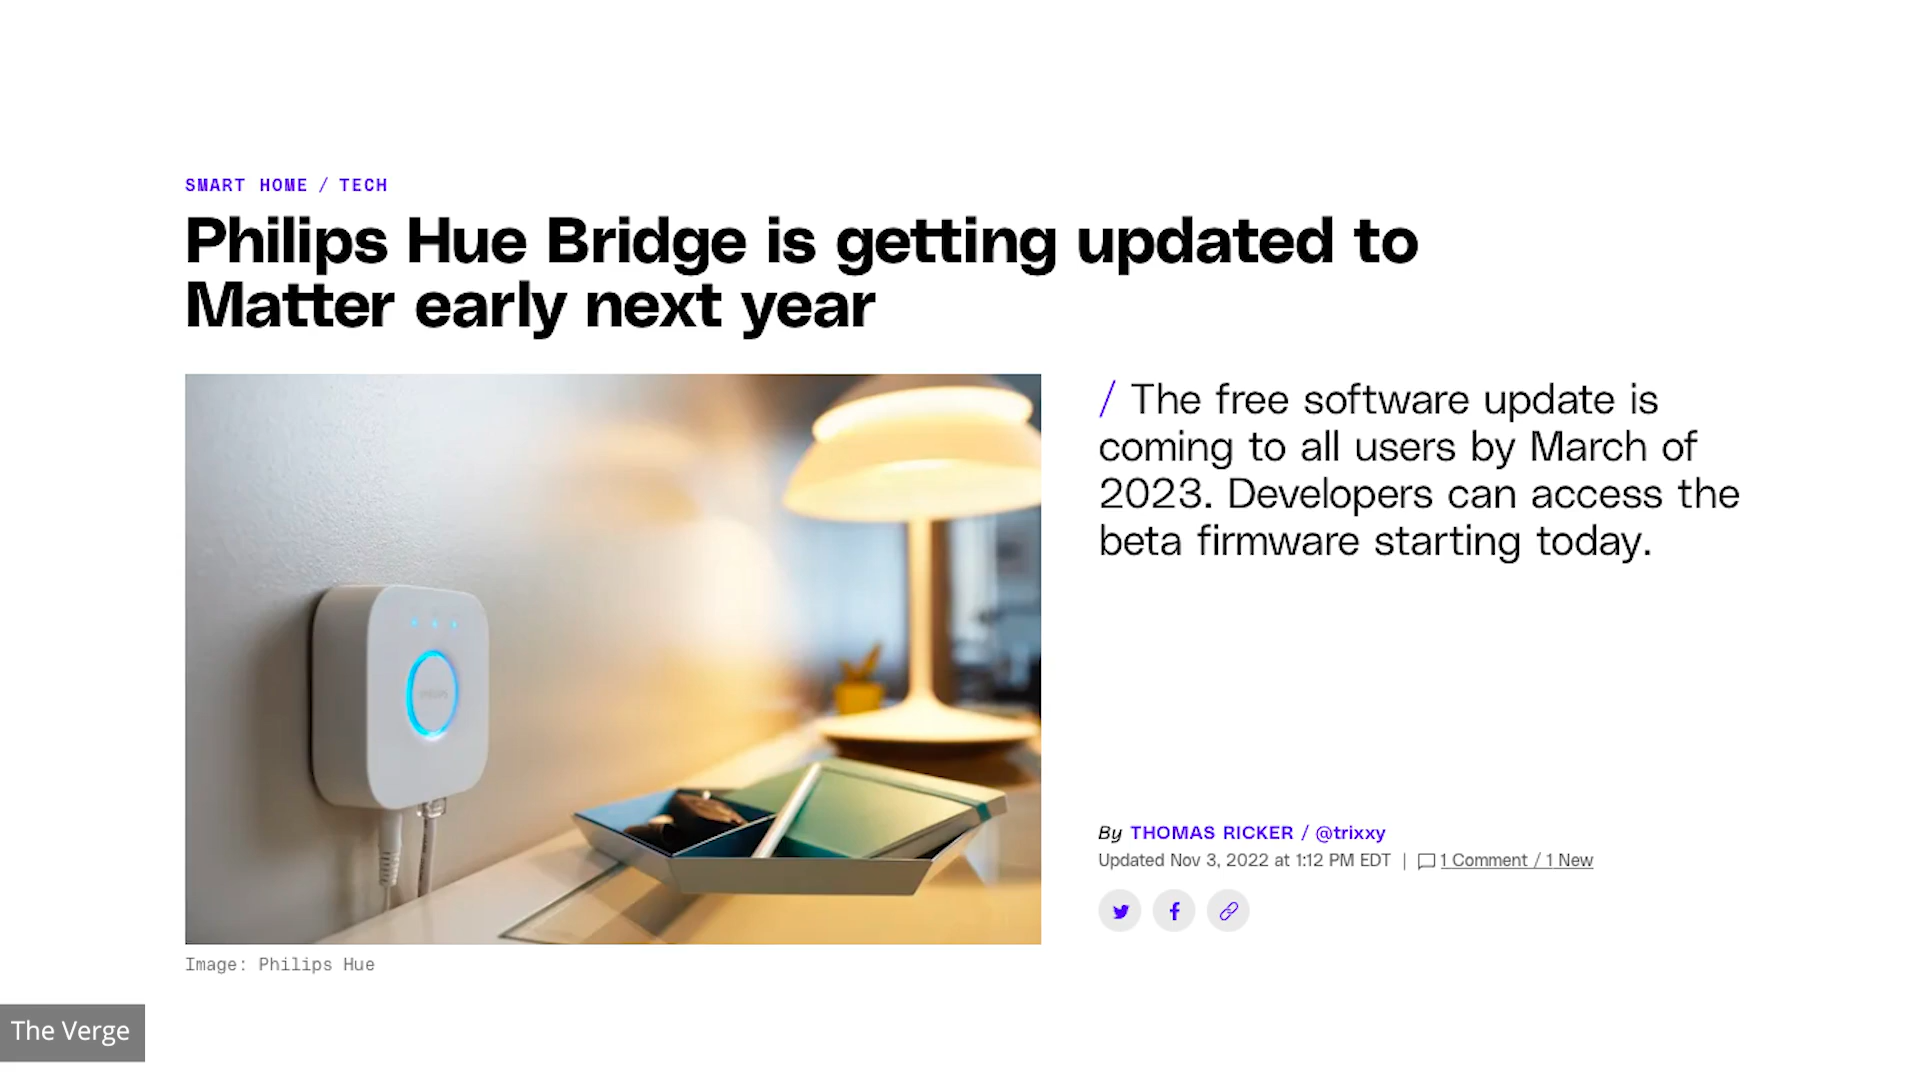 SMART HOME / TECH
Philips Hue Bridge is getting updated to
Matter early next year
/ The free software update is
coming to all users by March of
2023. Developers can access the
beta firmware starting today.
By THOMAS RICKER / @trixxy
Updated Nov 3, 2022 at 1:12 PM EDT | 1 Comment / 1 New
Image: Philips Hue
The Verge